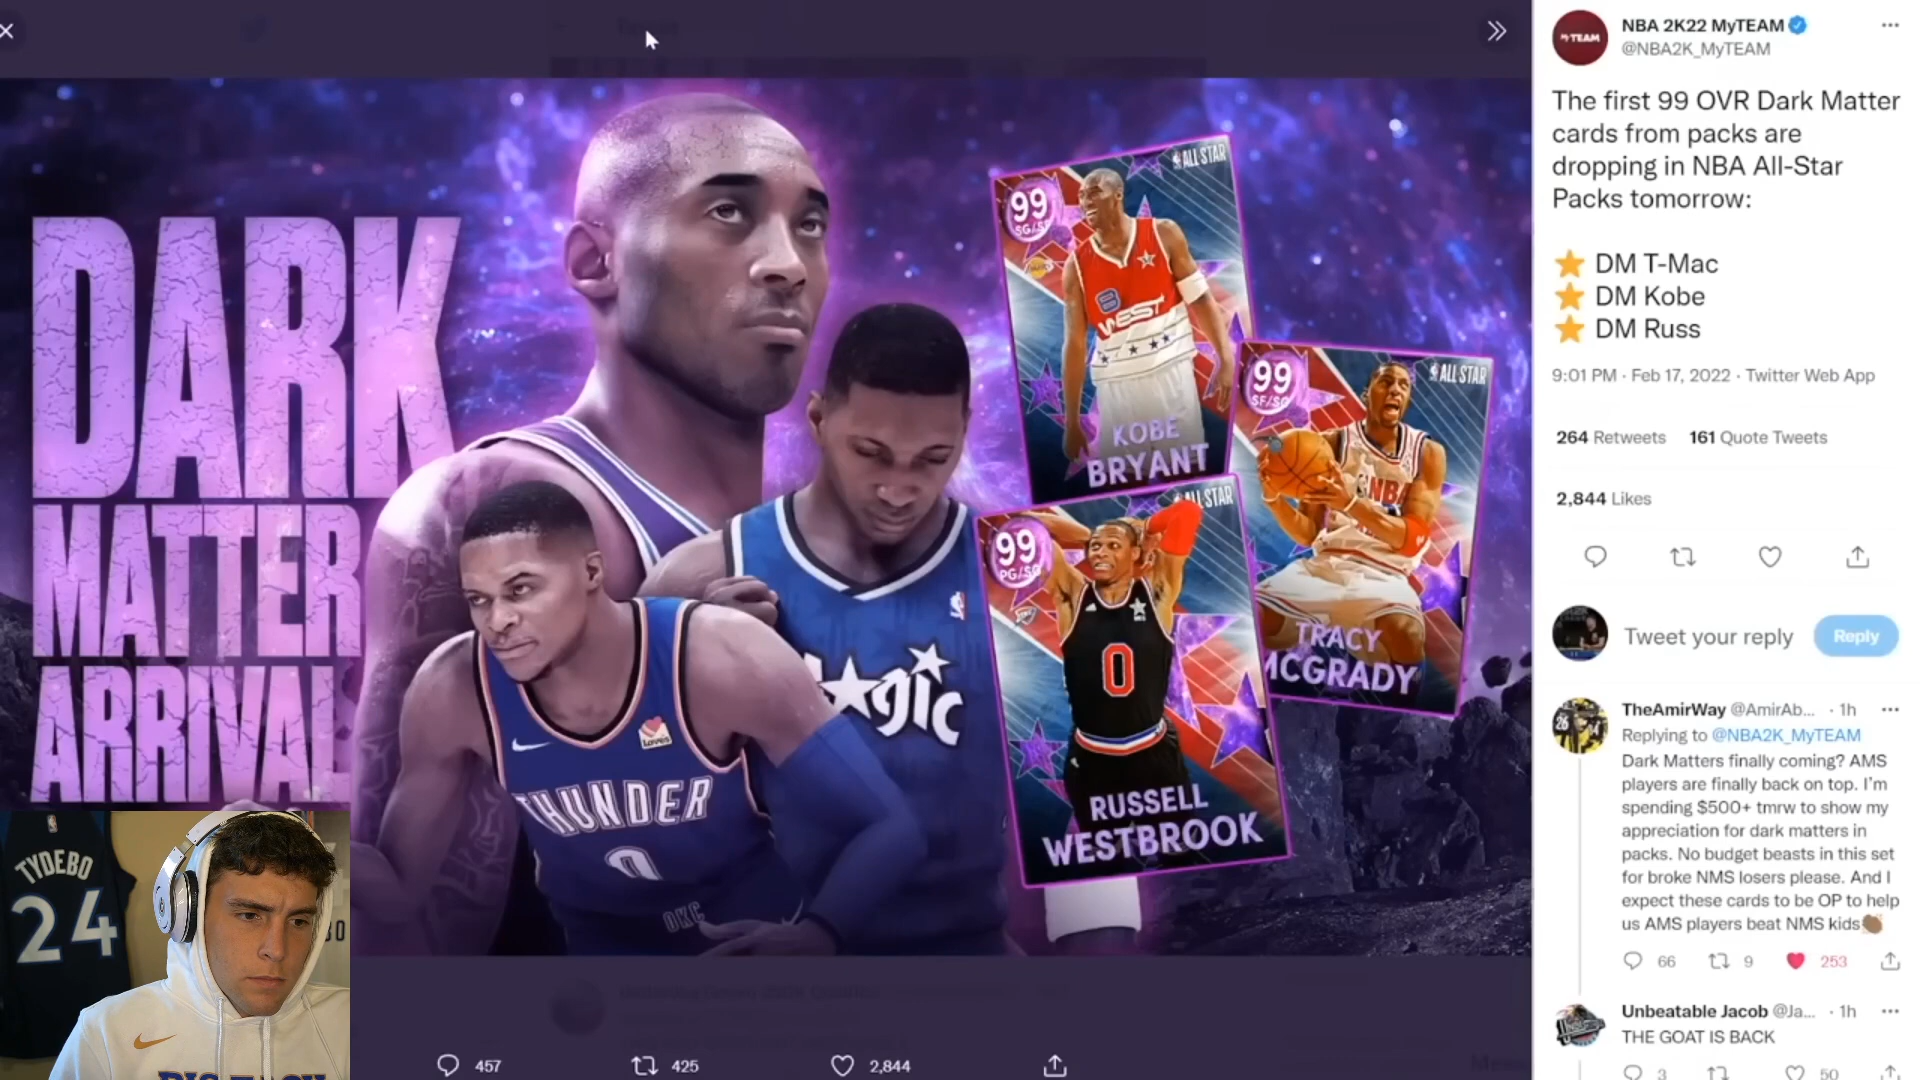 DARK
MATTER
ARRIVAL
ALL STAR
99
SG/SF
8
WEST
KOBE
BRYANT
ALL STAR
99
SF/SG
NBA
TRACY
MCGRADY
ALL STAR
99
PG/SG
0
RUSSELL
WESTBROOK
Magic
Love's
THUNDER
0
OKC
TYDEBO
24
457
425
2,844
MyTEAM
NBA 2K22 MyTEAM
@NBA2K_MyTEAM
The first 99 OVR Dark Matter
cards from packs are
dropping in NBA All-Star
Packs tomorrow:
DM T-Mac
DM Kobe
DM Russ
9:01 PM · Feb 17, 2022 · Twitter Web App
264 Retweets 161 Quote Tweets
2,844 Likes
Tweet your reply Reply
TheAmirWay @AmirAb... · 1h
Replying to @NBA2K_MyTEAM
Dark Matters finally coming? AMS
players are finally back on top. I'm
spending $500+ tmrw to show my
appreciation for dark matters in
packs. No budget beasts in this set
for broke NMS losers please. And I
expect these cards to be OP to help
us AMS players beat NMS kids
66 9 253
Unbeatable Jacob @Ja... · 1h
THE GOAT IS BACK
3 50